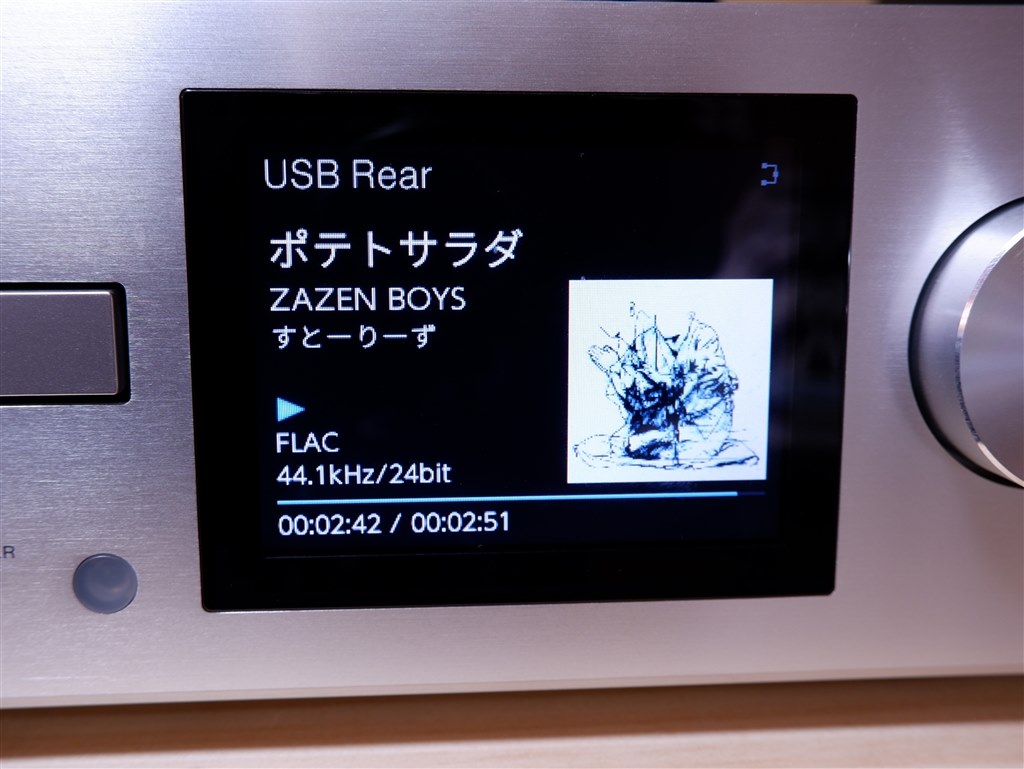 USB Rear
ポテトサラダ
ZAZEN BOYS
すとーりーず
FLAC
44.1kHz/24bit
00:02:42 / 00:02:51
R